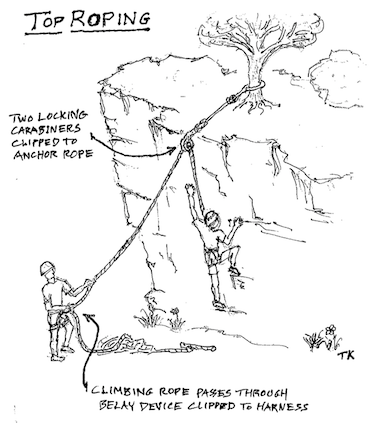 TOP ROPING
TWO LOCKING
CARABINERS
CLIPPED TO
ANCHOR ROPE
TK
CLIMBING ROPE PASSES THROUGH
BELAY DEVICE CLIPPED TO HARNESS